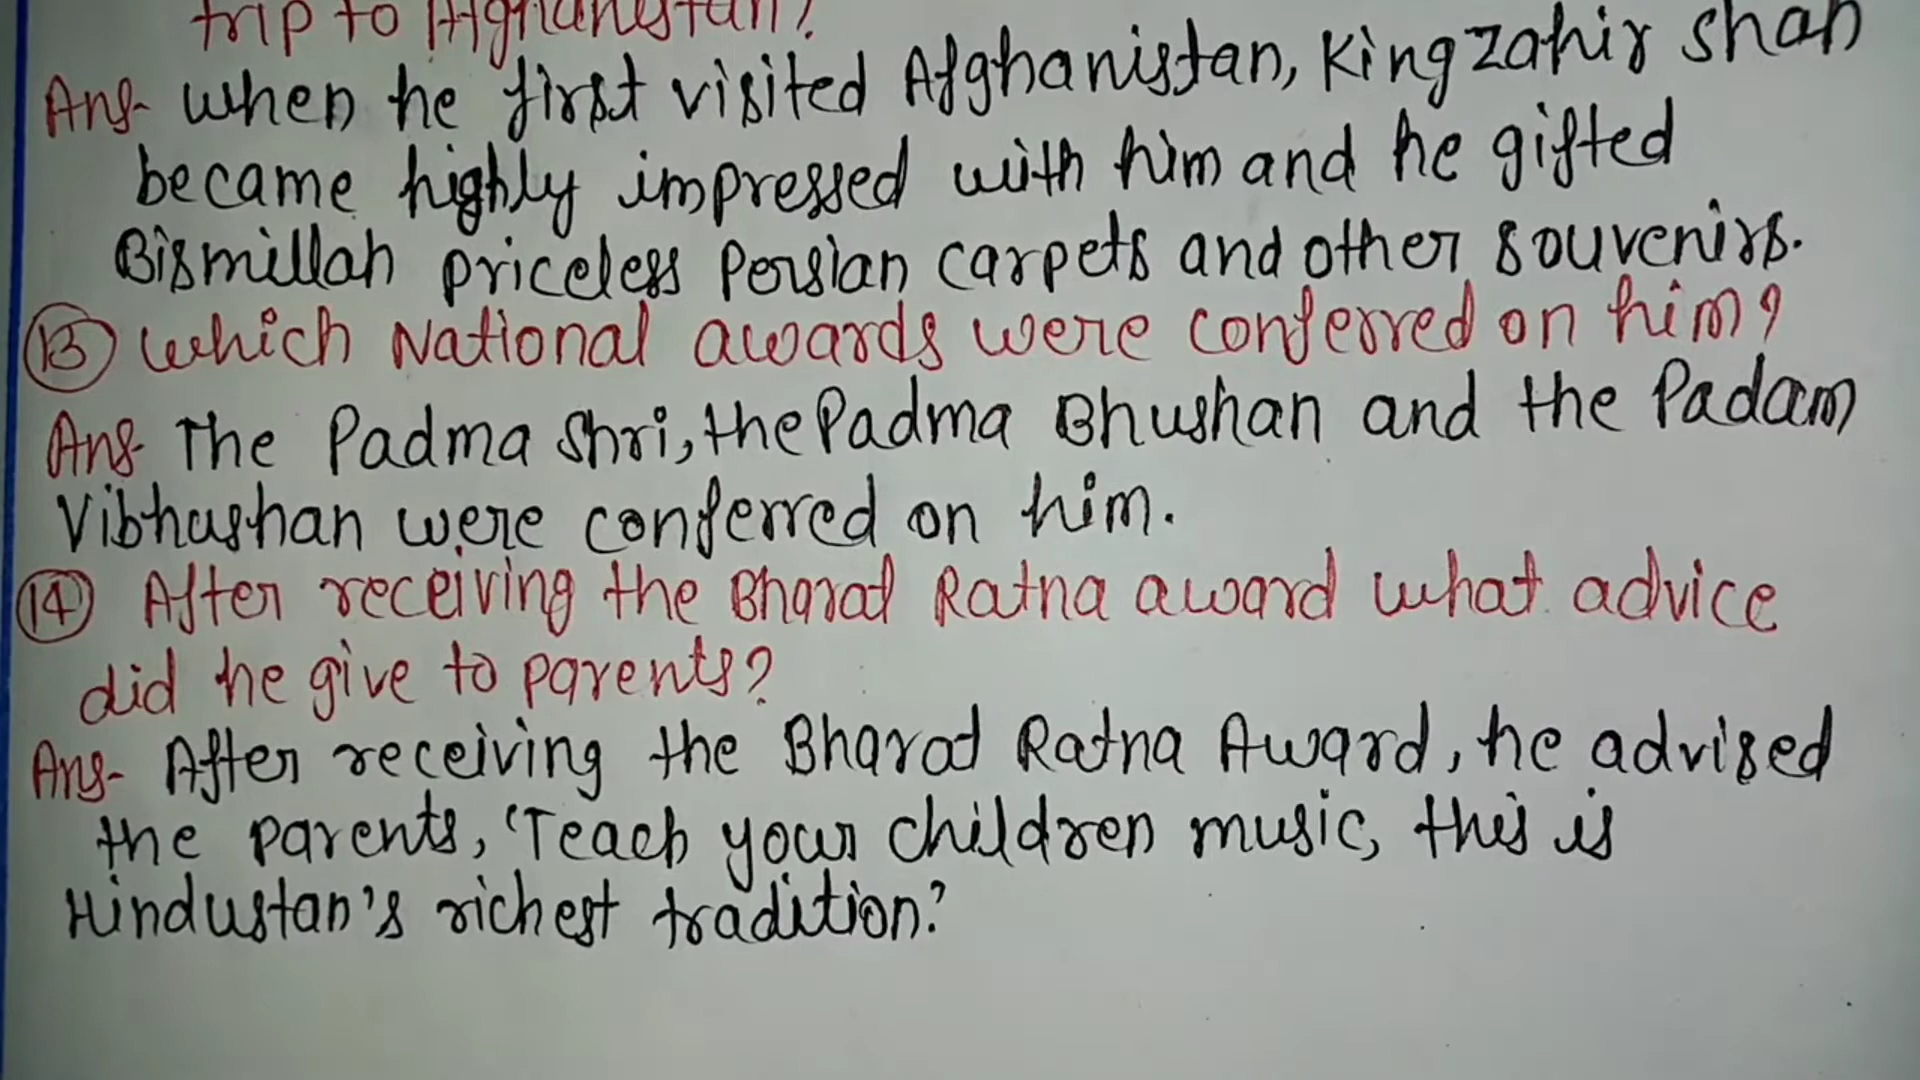 trip to Afghanistan?
Ans- When he first visited Afghanistan, King Zahir Shah
became highly impressed with him and he gifted
Bismillah priceless Persian carpets and other souvenirs.
13 Which National awards were conferred on him?
Ans- The Padma Shri, the Padma Bhushan and the Padam
Vibhushan were conferred on him.
14 After receiving the Bharat Ratna award what advice
did he give to parents?
Ans- After receiving the Bharat Ratna Award, he advised
the parents, 'Teach your children music, this is
Hindustan's richest tradition.'